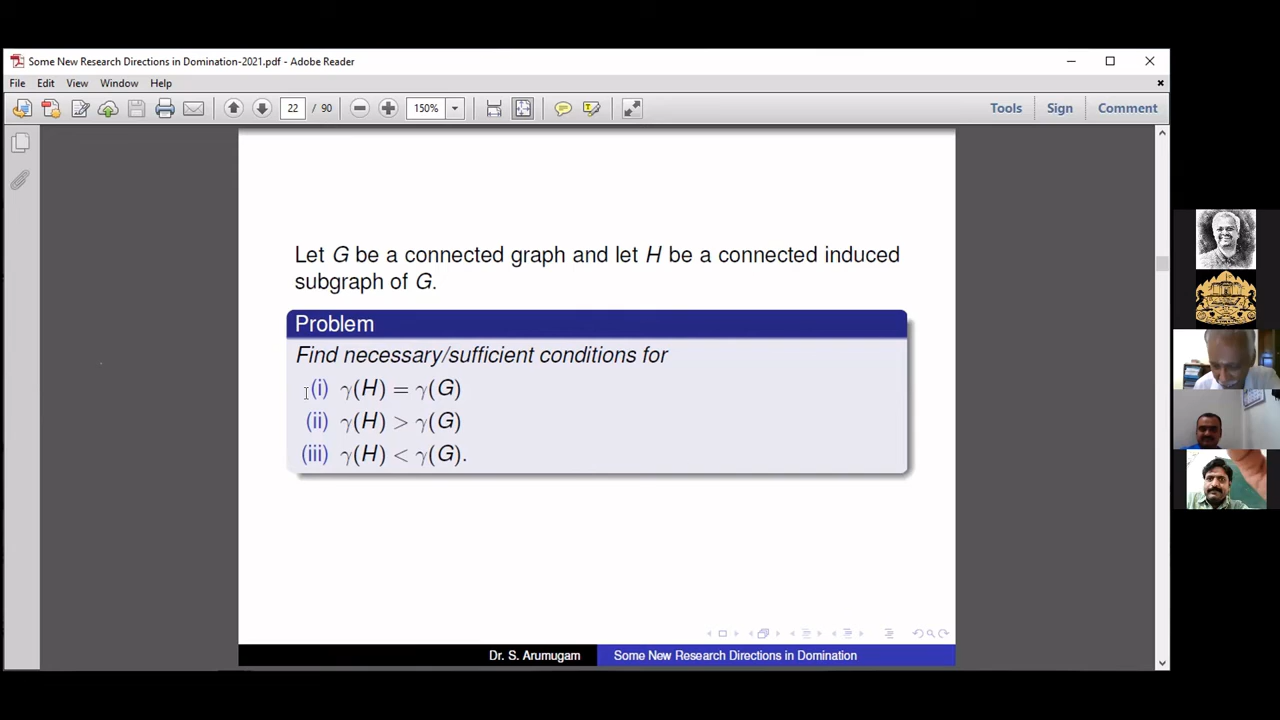 Some New Research Directions in Domination-2021.pdf - Adobe Reader
File Edit View Window Help
22 / 90 150% Tools Sign Comment
Let G be a connected graph and let H be a connected induced
subgraph of G.
Problem
Find necessary/sufficient conditions for
(i) γ(H) = γ(G)
(ii) γ(H) > γ(G)
(iii) γ(H) < γ(G).
Dr. S. Arumugam Some New Research Directions in Domination